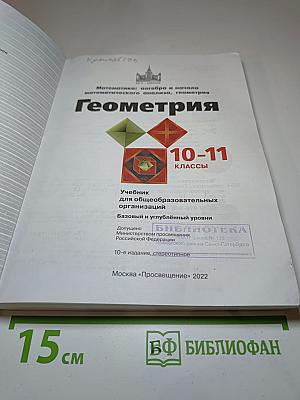 Математика: алгебра и начала
математического анализа, геометрия
Геометрия
10–11
КЛАССЫ
Учебник
для общеобразовательных
организаций
Базовый и углублённый уровни
Допущено
Министерством просвещения
Российской Федерации
БИБЛИОТЕКА
10-е издание, стереотипное
Москва «Просвещение» 2022
15 см
БФ БИБЛИОФАН